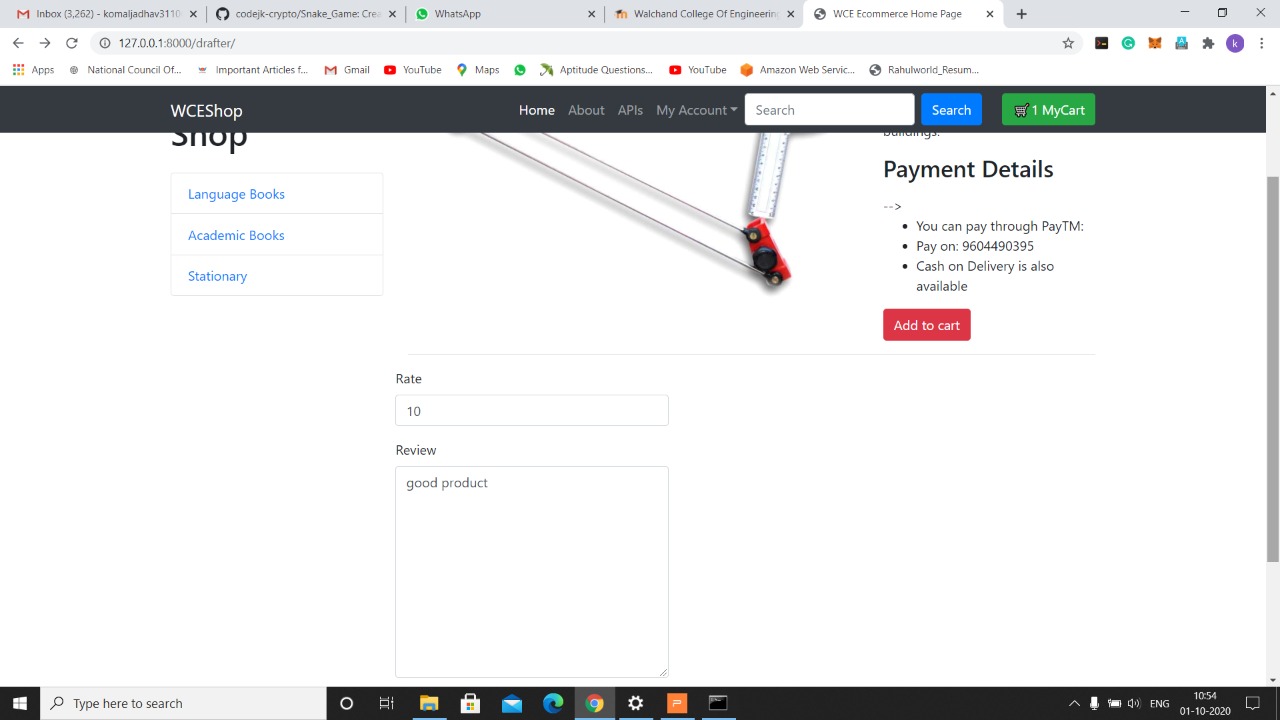 Inbox (3,262) - komaljadhav3110
codejk-crypto/Snake_Game: Crea
WhatsApp
Walchand College Of Engineering
WCE Ecommerce Home Page
127.0.0.1:8000/drafter/
k
Apps
National Council Of...
Important Articles f...
Gmail
YouTube
Maps
Aptitude Questions...
YouTube
Amazon Web Servic...
Rahulworld_Resum...
WCEShop
Home
About
APIs
My Account
Search
Search
1 MyCart
Shop
buildings.
Language Books
Academic Books
Stationary
Payment Details
-->
You can pay through PayTM:
Pay on: 9604490395
Cash on Delivery is also
available
Add to cart
Rate
10
Review
good product
Type here to search
ENG
10:54
01-10-2020